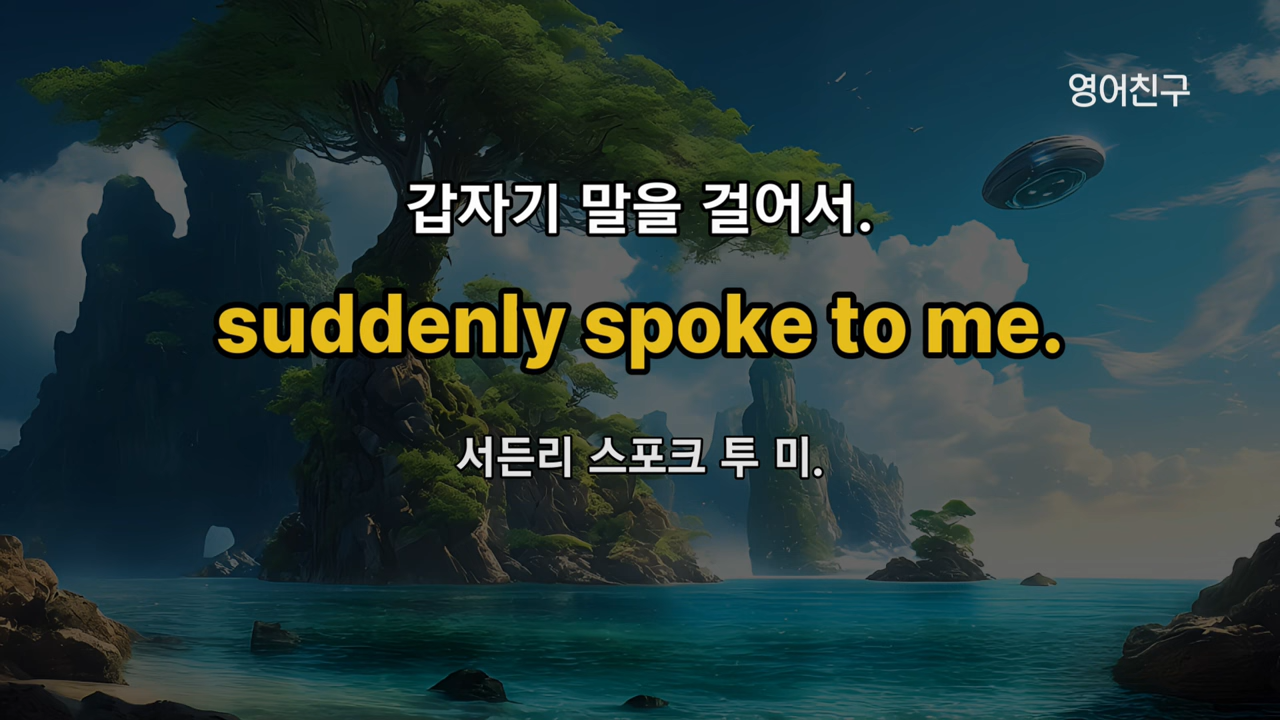 영어친구
갑자기 말을 걸어서.
suddenly spoke to me.
서든리 스포크 투 미.